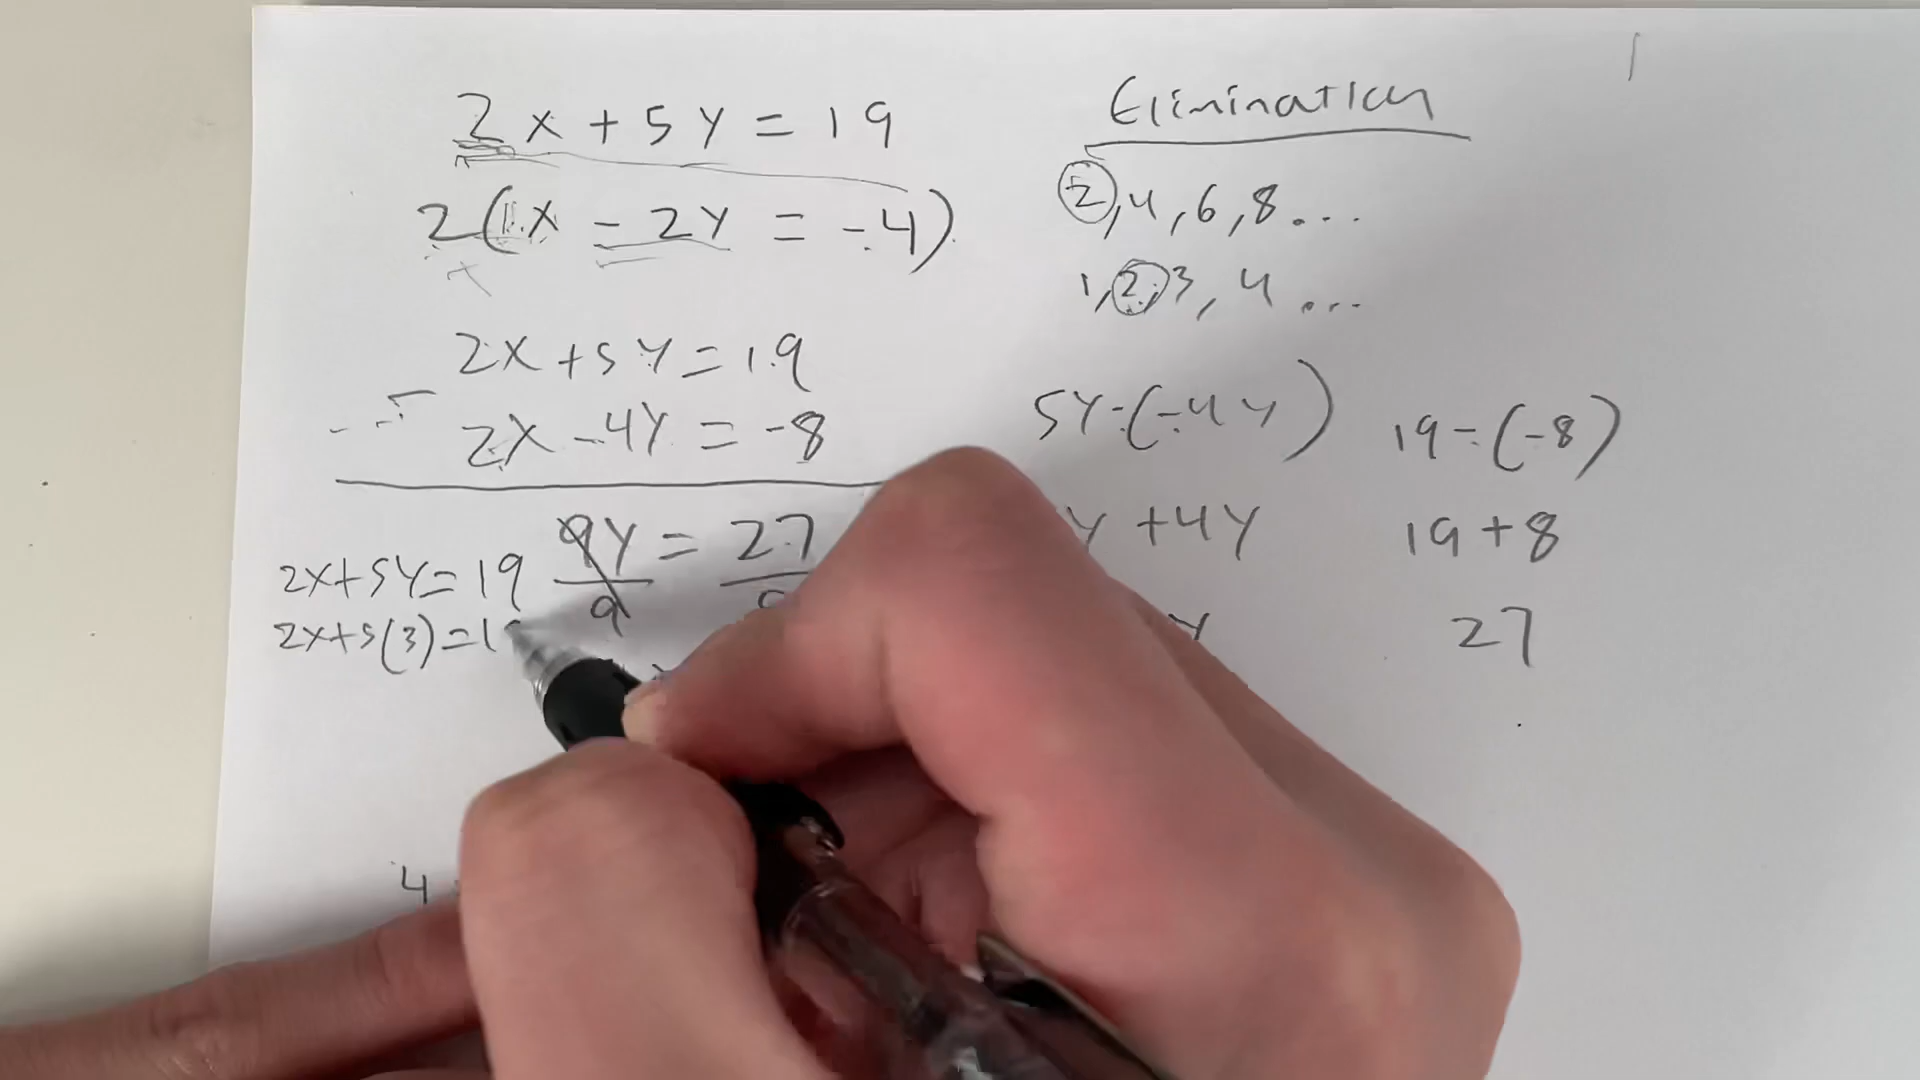 2x + 5y = 19
2(1x - 2y = -4)
2x + 5y = 19
- 2x - 4y = -8
9y = 27
9
2x + 5y = 19
2x + 5(3) = 1
4
Elimination
2, 4, 6, 8 ...
1, 2, 3, 4 ...
5y - (-4y)
y + 4y
y
19 - (-8)
19 + 8
27